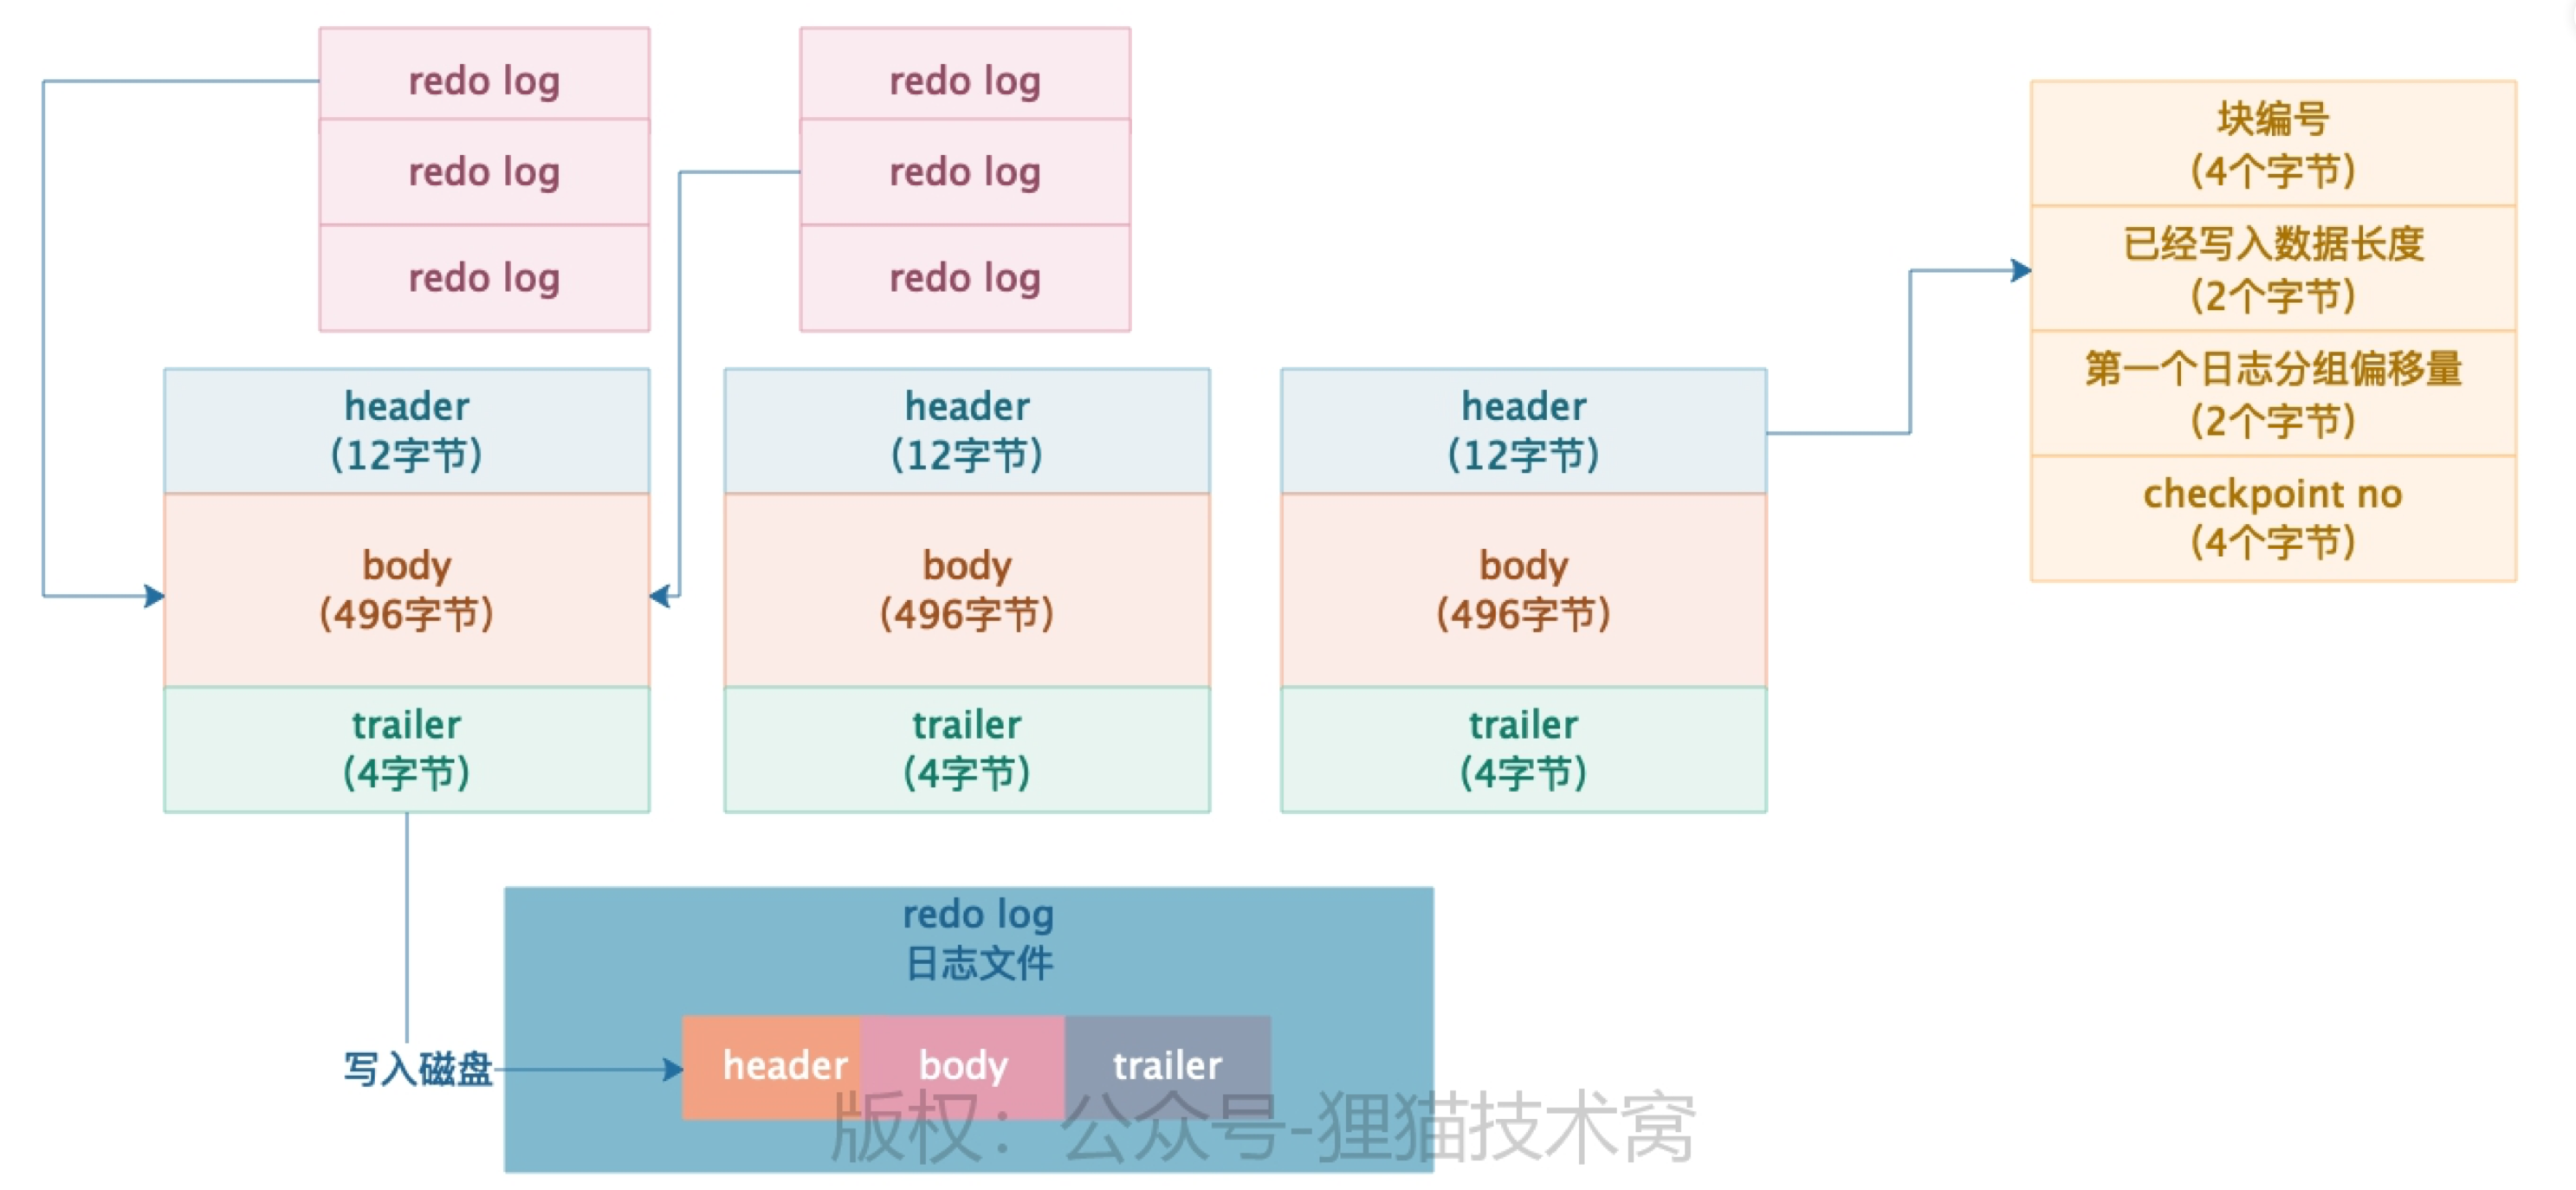 redo log
redo log
redo log
redo log
redo log
redo log
header
(12字节)
body
(496字节)
trailer
(4字节)
header
(12字节)
body
(496字节)
trailer
(4字节)
header
(12字节)
body
(496字节)
trailer
(4字节)
块编号
(4个字节)
已经写入数据长度
(2个字节)
第一个日志分组偏移量
(2个字节)
checkpoint no
(4个字节)
写入磁盘
redo log
日志文件
header
body
trailer
版权：公众号-狸猫技术窝